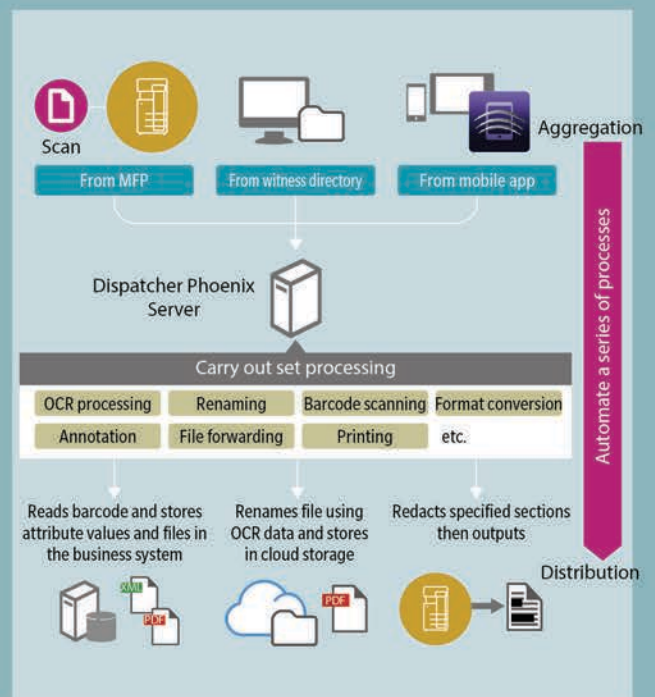 Scan
Aggregation
From MFP
From witness directory
From mobile app
Automate a series of processes
Dispatcher Phoenix
Server
Carry out set processing
OCR processing
Renaming
Barcode scanning
Format conversion
Annotation
File forwarding
Printing
etc.
Reads barcode and stores
attribute values and files in
the business system
Renames file using
OCR data and stores
in cloud storage
Redacts specified sections
then outputs
Distribution
XML
PDF
PDF